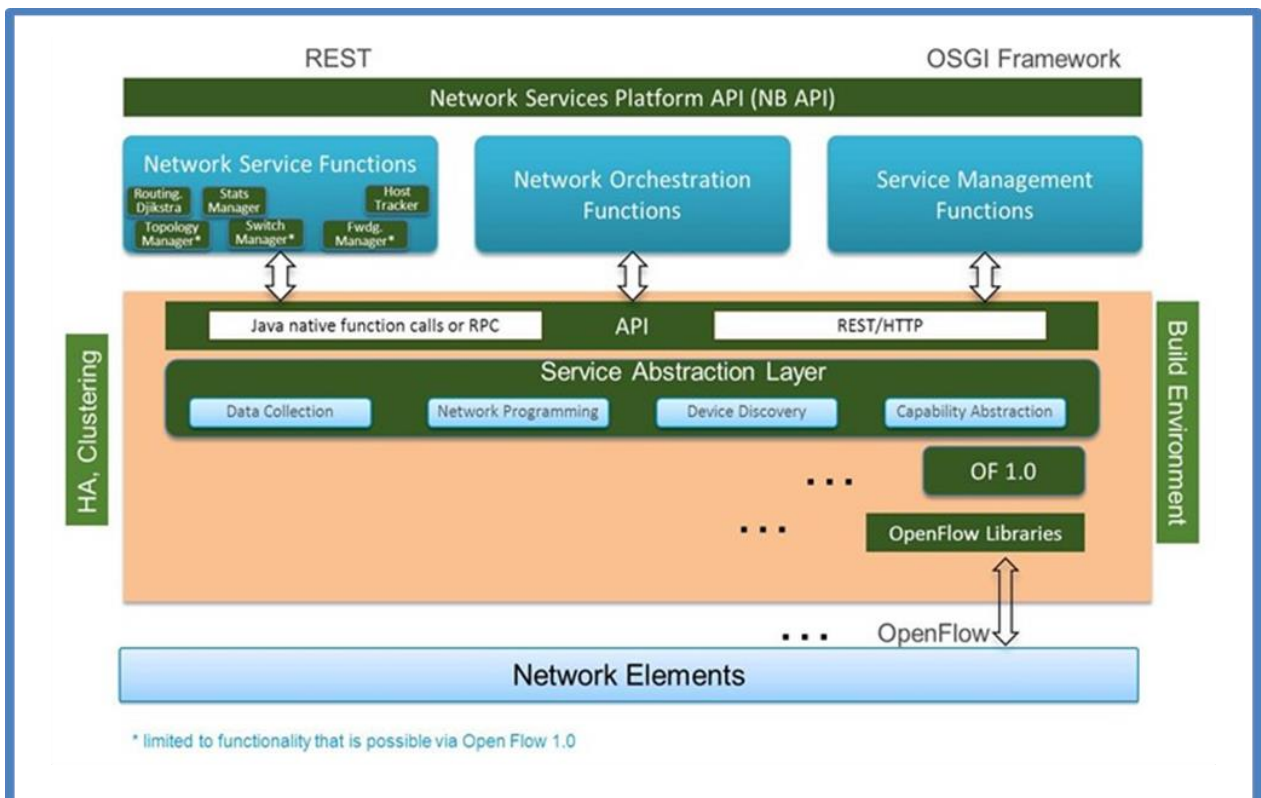 REST
OSGI Framework
Network Services Platform API (NB API)
Network Service Functions
Routing.
Djikstra
Stats
Manager
Host
Tracker
Topology
Manager*
Switch
Manager*
Fwdg.
Manager*
Network Orchestration
Functions
Service Management
Functions
HA, Clustering
Java native function calls or RPC
API
REST/HTTP
Service Abstraction Layer
Data Collection
Network Programming
Device Discovery
Capability Abstraction
...
OF 1.0
...
OpenFlow Libraries
Build Environment
... OpenFlow
Network Elements
* limited to functionality that is possible via Open Flow 1.0